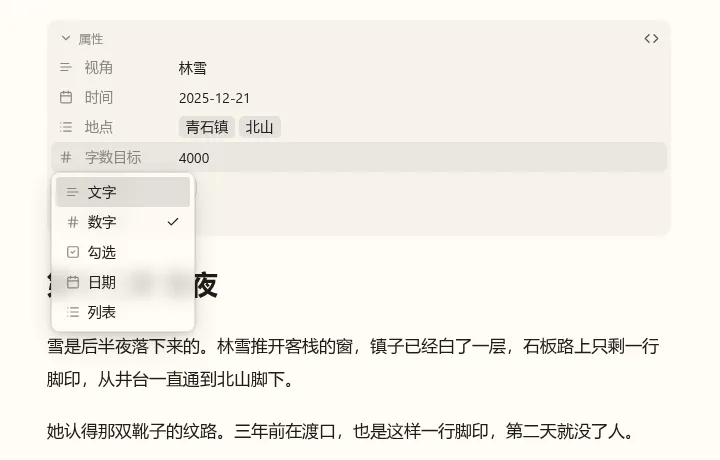 属性
视角 林雪
时间 2025-12-21
地点 青石镇 北山
# 字数目标 4000
文字
# 数字
勾选
日期
列表
夜
雪是后半夜落下来的。林雪推开客栈的窗，镇子已经白了一层，石板路上只剩一行
脚印，从井台一直通到北山脚下。
她认得那双靴子的纹路。三年前在渡口，也是这样一行脚印，第二天就没了人。